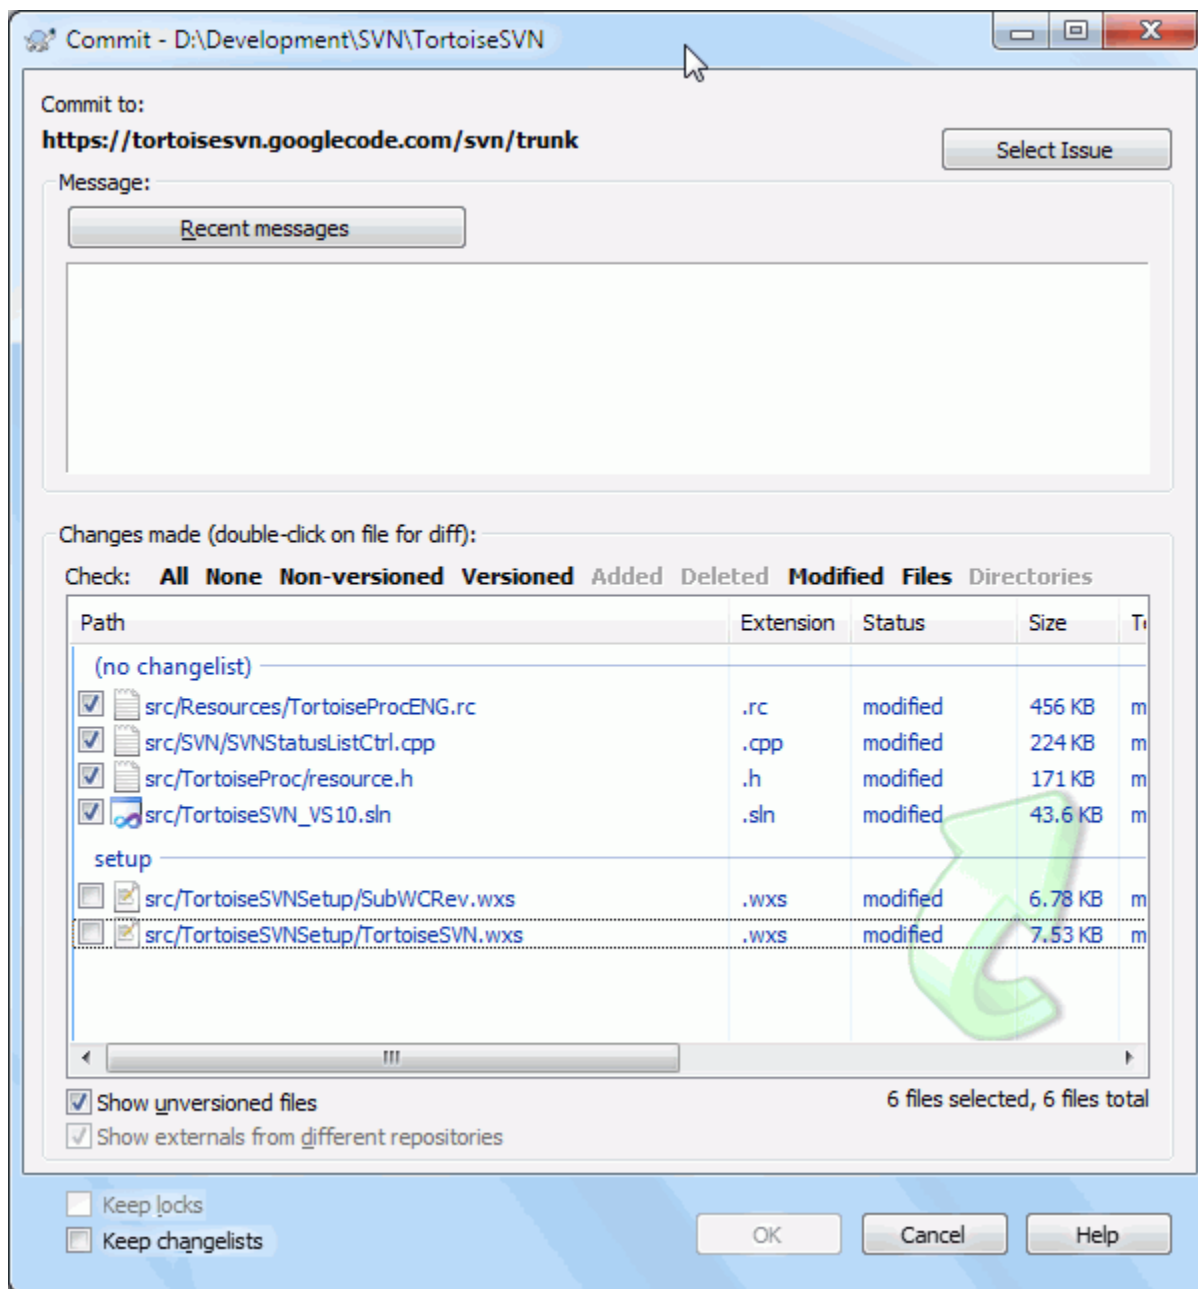 Commit - D:\Development\SVN\TortoiseSVN
Commit to:
https://tortoisesvn.googlecode.com/svn/trunk
Select Issue
Message:
Recent messages
Changes made (double-click on file for diff):
Check: All None Non-versioned Versioned Added Deleted Modified Files Directories
Path Extension Status Size
(no changelist)
src/Resources/TortoiseProcENG.rc .rc modified 456 KB m
src/SVN/SVNStatusListCtrl.cpp .cpp modified 224 KB m
src/TortoiseProc/resource.h .h modified 171 KB m
src/TortoiseSVN_VS10.sln .sln modified 43.6 KB m
setup
src/TortoiseSVNSetup/SubWCRev.wxs .wxs modified 6.78 KB m
src/TortoiseSVNSetup/TortoiseSVN.wxs .wxs modified 7.53 KB m
Show unversioned files
6 files selected, 6 files total
Show externals from different repositories
Keep locks
Keep changelists
OK Cancel Help